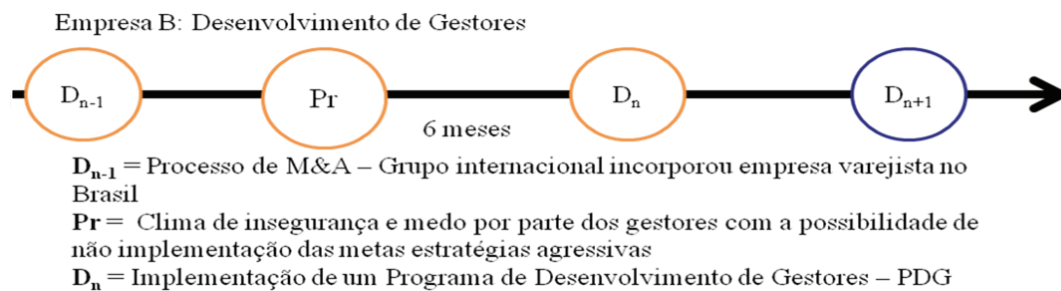 Empresa B: Desenvolvimento de Gestores
Dn-1 Pr Dn Dn+1
6 meses
Dn-1 = Processo de M&A – Grupo internacional incorporou empresa varejista no
Brasil
Pr = Clima de insegurança e medo por parte dos gestores com a possibilidade de
não implementação das metas estratégias agressivas
Dn = Implementação de um Programa de Desenvolvimento de Gestores – PDG